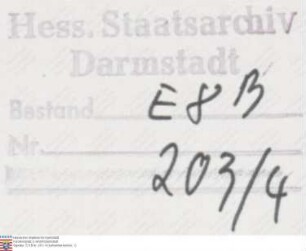 Hess. Staatsarchiv
Darmstadt
Bestand E 8 B
Nr. 203/4